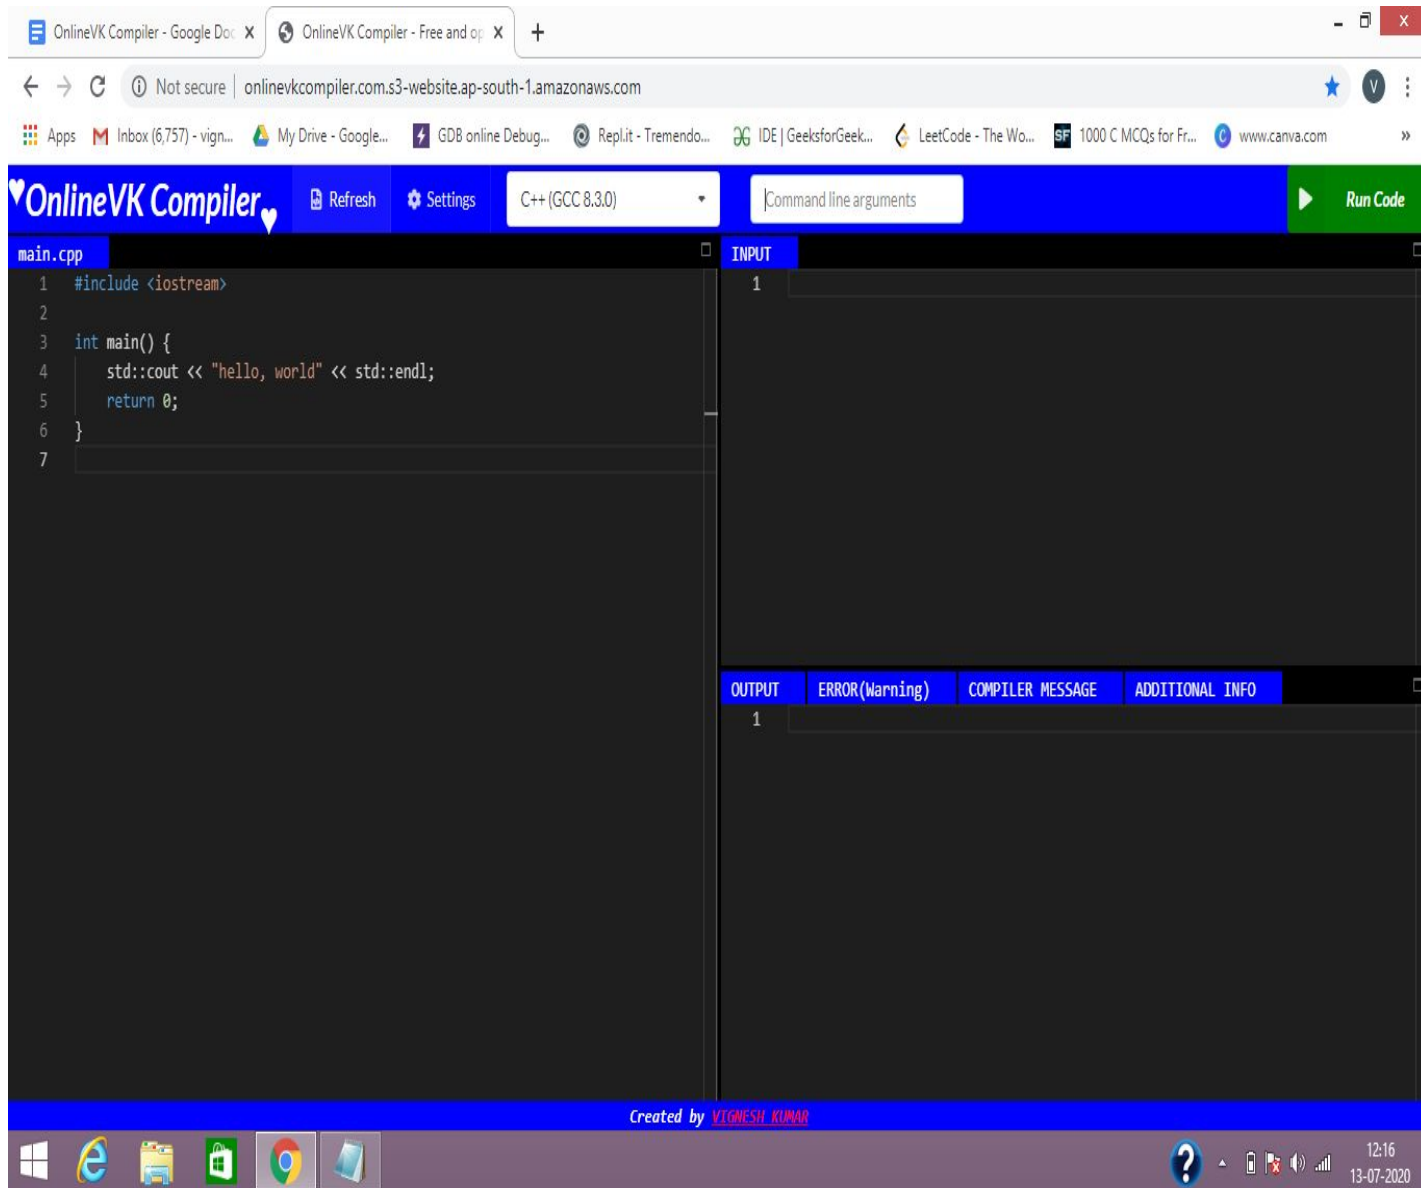 OnlineVK Compiler - Google Doc
OnlineVK Compiler - Free and op
Not secure | onlinevkcompiler.com.s3-website.ap-south-1.amazonaws.com
V
Apps Inbox (6,757) - vign... My Drive - Google... GDB online Debug... Repl.it - Tremendo... IDE | GeeksforGeek... LeetCode - The Wo... SF 1000 C MCQs for Fr... www.canva.com »
OnlineVK Compiler Refresh Settings C++ (GCC 8.3.0) Command line arguments Run Code
main.cpp
1 #include <iostream>
2
3 int main() {
4 std::cout << "hello, world" << std::endl;
5 return 0;
6 }
7
INPUT
1
OUTPUT ERROR(Warning) COMPILER MESSAGE ADDITIONAL INFO
1
Created by VIGNESH KUMAR
12:16
13-07-2020